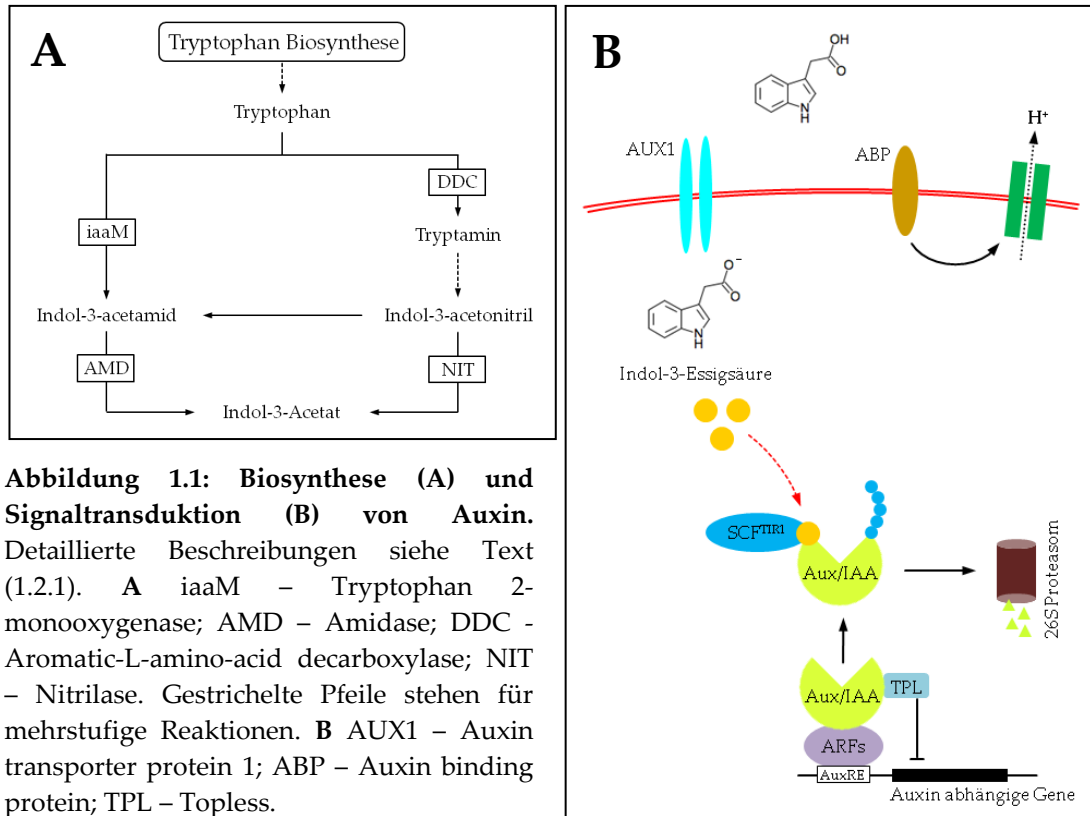 A
Tryptophan Biosynthese
Tryptophan
DDC
iaaM
Tryptamin
Indol-3-acetamid
Indol-3-acetonitril
AMD
NIT
Indol-3-Acetat
Abbildung 1.1: Biosynthese (A) und
Signaltransduktion (B) von Auxin.
Detaillierte Beschreibungen siehe Text
(1.2.1). A iaaM – Tryptophan 2-
monooxygenase; AMD – Amidase; DDC -
Aromatic-L-amino-acid decarboxylase; NIT
– Nitrilase. Gestrichelte Pfeile stehen für
mehrstufige Reaktionen. B AUX1 – Auxin
transporter protein 1; ABP – Auxin binding
protein; TPL – Topless.
B
OH
O
N
H
H⁺
AUX1
ABP
O⁻
O
N
H
Indol-3-Essigsäure
SCFᵀᴵᴿ¹
Aux/IAA
26S Proteasom
Aux/IAA
TPL
ARFs
AuxRE
Auxin abhängige Gene